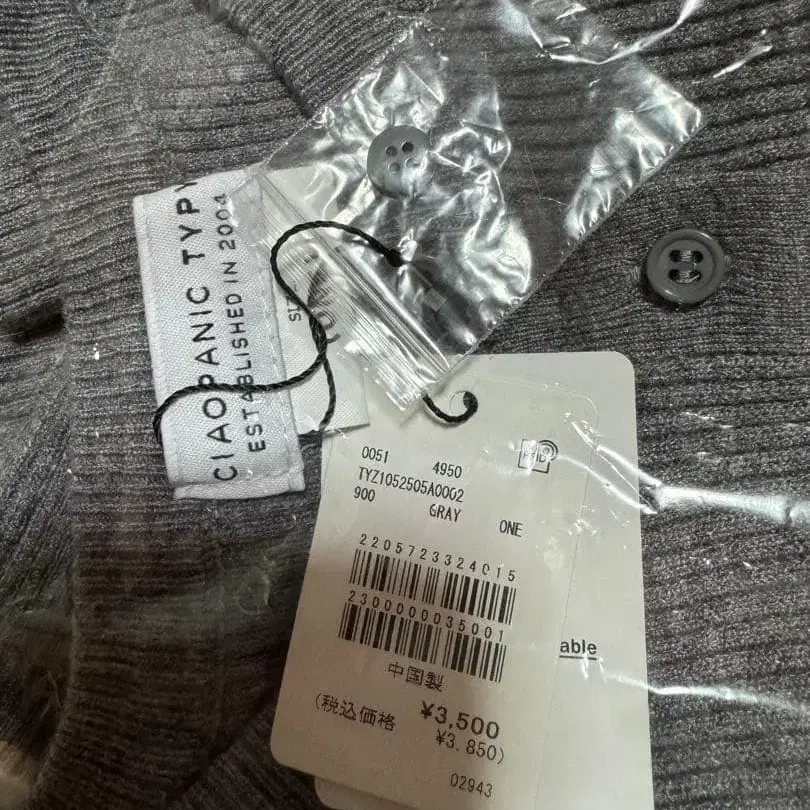 CIAOPANIC TYPY
ESTABLISHED IN 2004
0051 4950
TYZ1052505A0002
900 GRAY ONE
2205723324015
2300000035001
中国製
¥3,500
(税込価格 ¥3,850)
02943
able